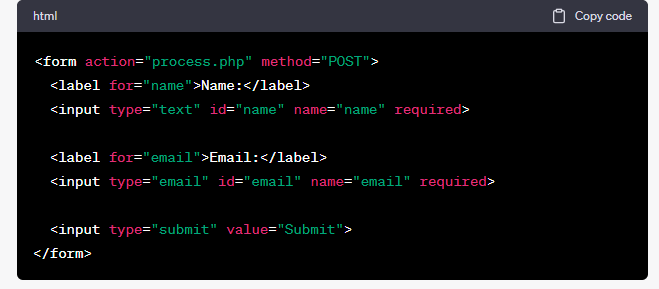 html
Copy code
<form action="process.php" method="POST">
<label for="name">Name:</label>
<input type="text" id="name" name="name" required>
<label for="email">Email:</label>
<input type="email" id="email" name="email" required>
<input type="submit" value="Submit">
</form>